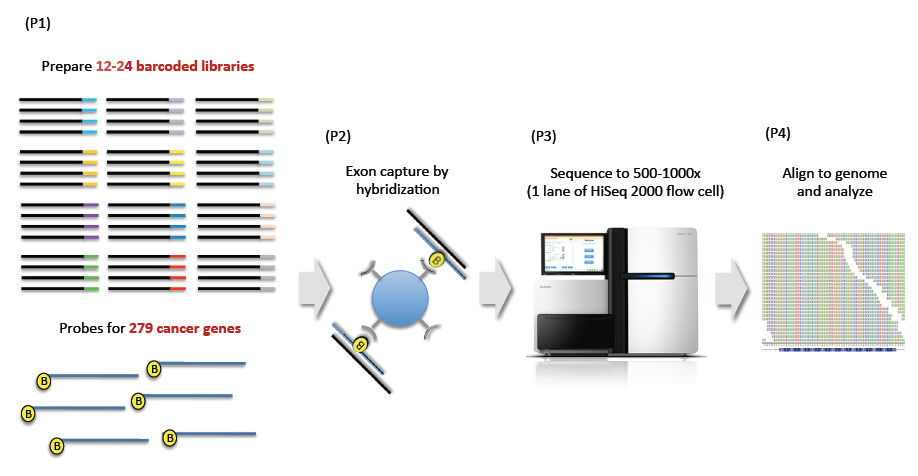 (P1)
Prepare 12-24 barcoded libraries
Probes for 279 cancer genes
B
B
B
B
B
B
(P2)
Exon capture by
hybridization
B
B
(P3)
Sequence to 500-1000x
(1 lane of HiSeq 2000 flow cell)
(P4)
Align to genome
and analyze